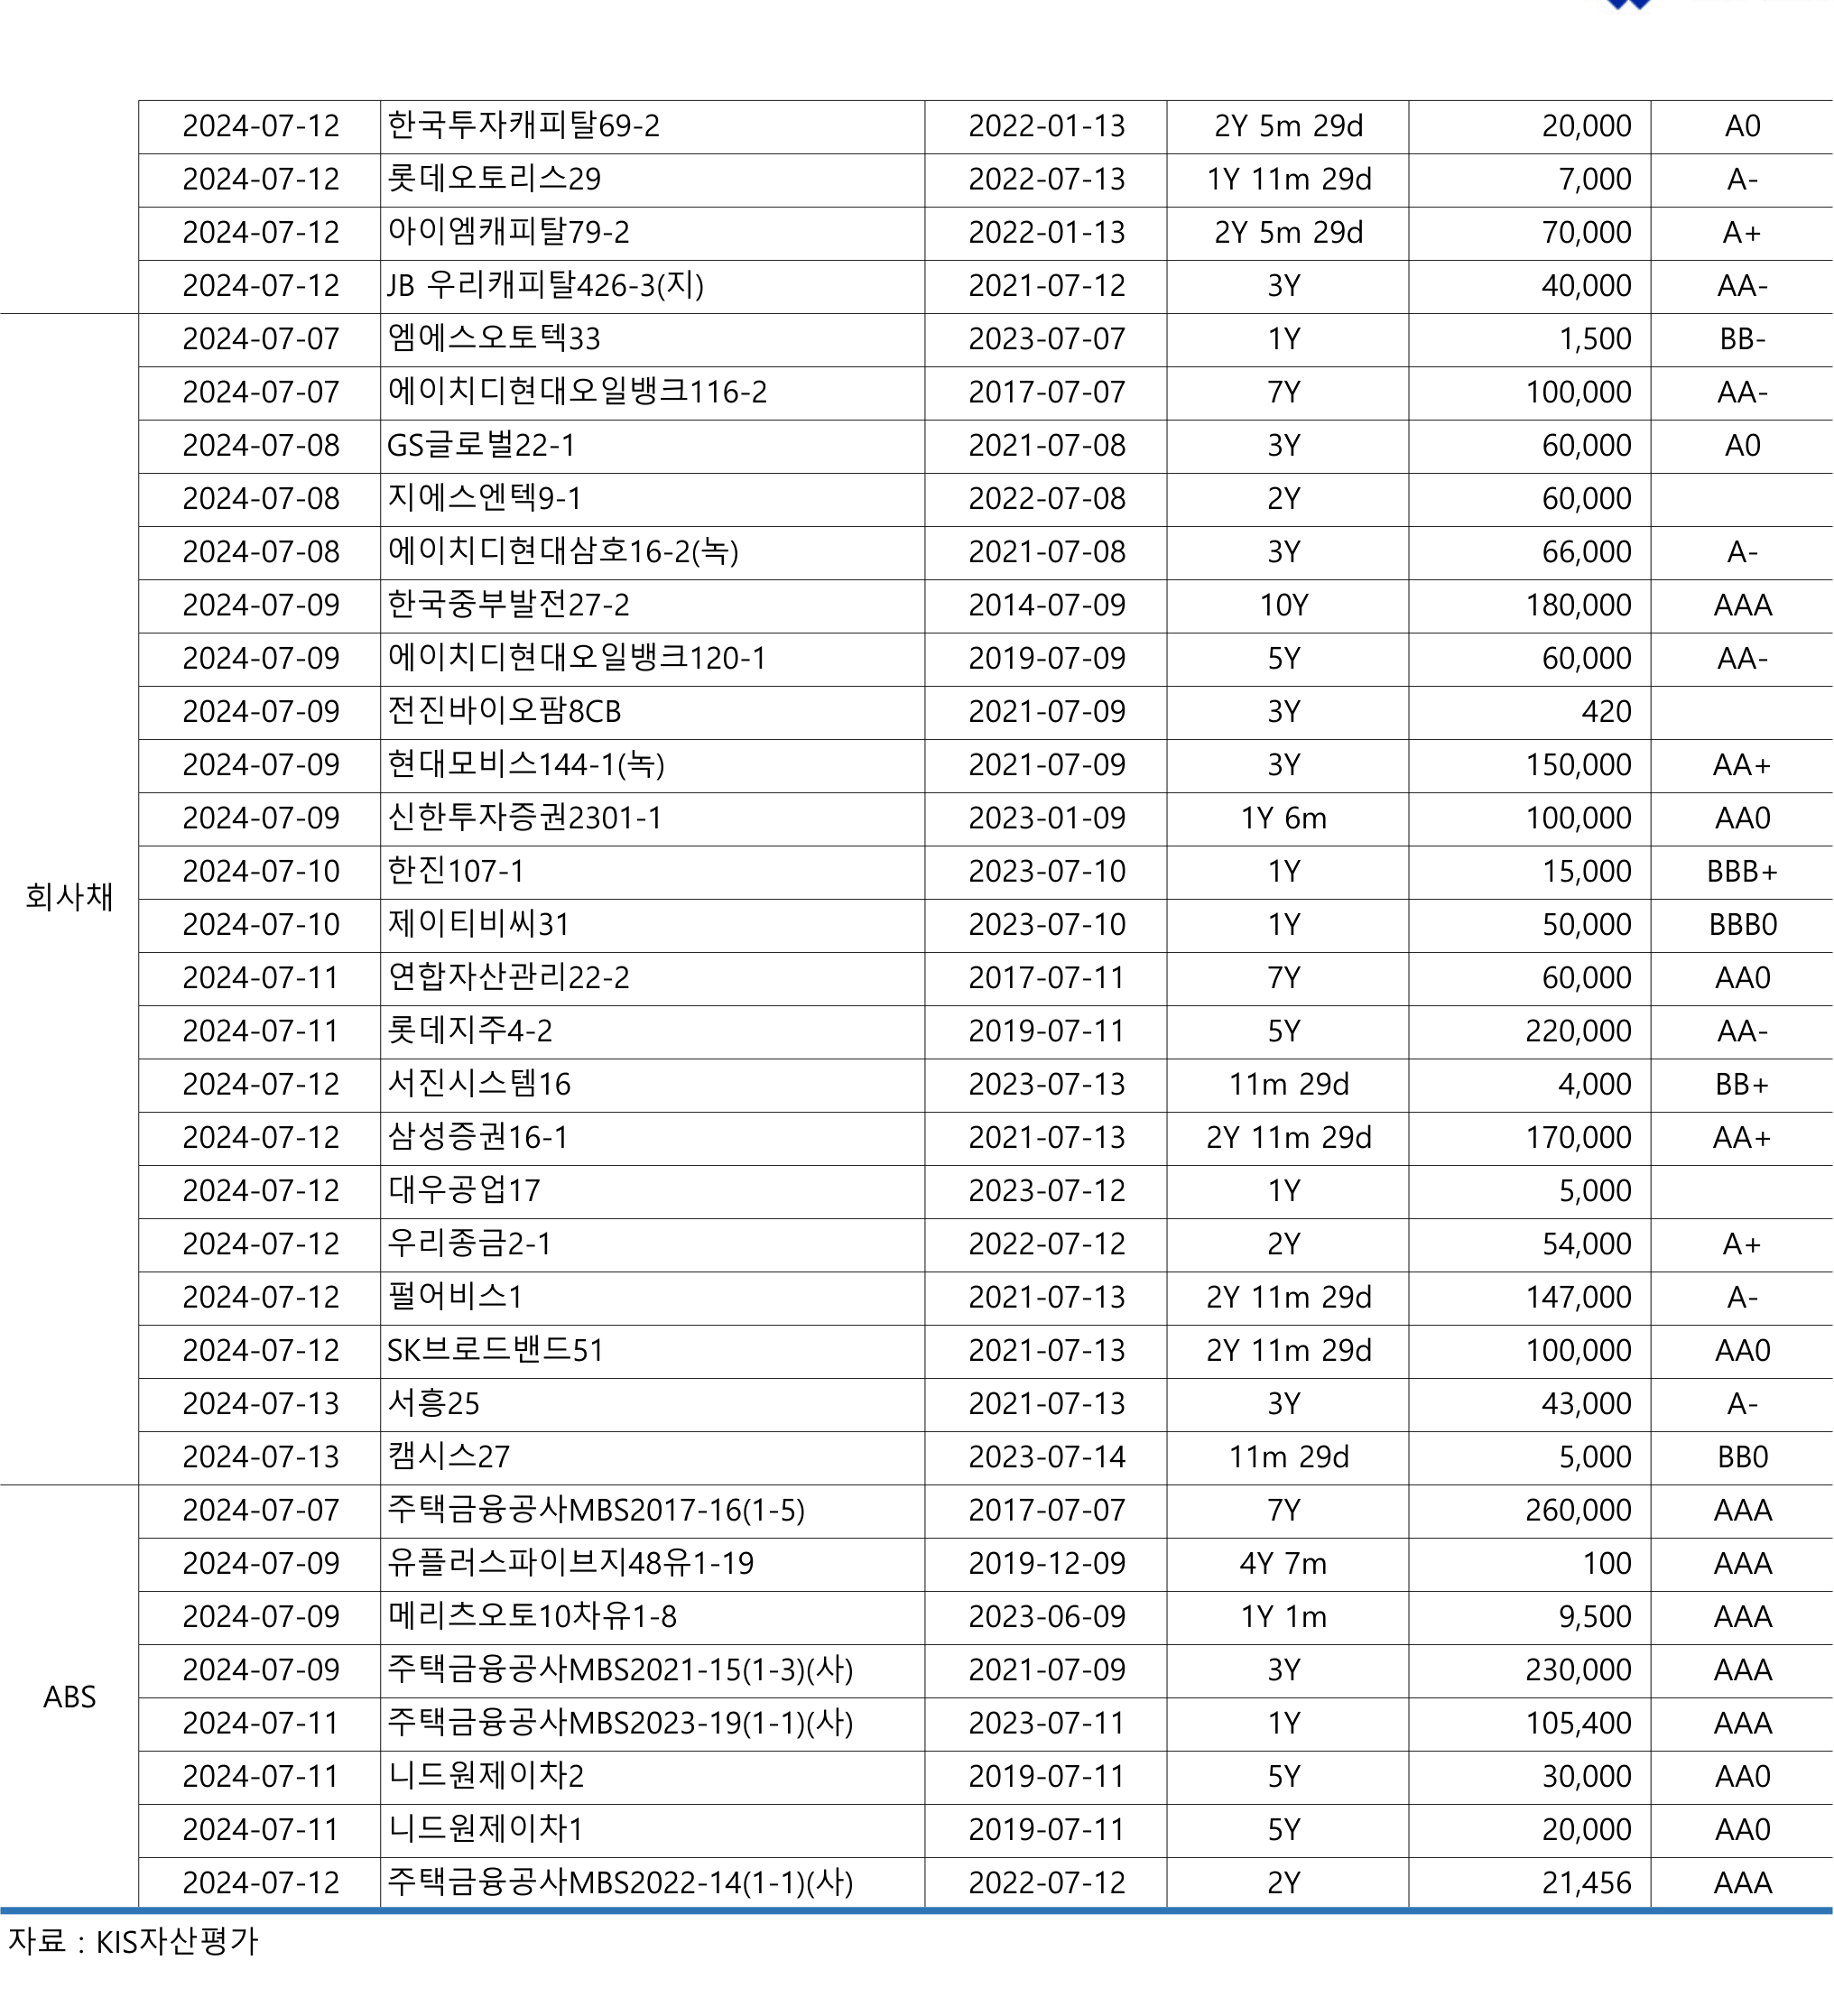 2024-07-12 한국투자캐피탈69-2 2022-01-13 2Y 5m 29d 20,000 A0
2024-07-12 롯데오토리스29 2022-07-13 1Y 11m 29d 7,000 A-
2024-07-12 아이엠캐피탈79-2 2022-01-13 2Y 5m 29d 70,000 A+
2024-07-12 JB 우리캐피탈426-3(지) 2021-07-12 3Y 40,000 AA-
2024-07-07 엠에스오토텍33 2023-07-07 1Y 1,500 BB-
2024-07-07 에이치디현대오일뱅크116-2 2017-07-07 7Y 100,000 AA-
2024-07-08 GS글로벌22-1 2021-07-08 3Y 60,000 A0
2024-07-08 지에스엔텍9-1 2022-07-08 2Y 60,000
2024-07-08 에이치디현대삼호16-2(녹) 2021-07-08 3Y 66,000 A-
2024-07-09 한국중부발전27-2 2014-07-09 10Y 180,000 AAA
2024-07-09 에이치디현대오일뱅크120-1 2019-07-09 5Y 60,000 AA-
2024-07-09 전진바이오팜8CB 2021-07-09 3Y 420
2024-07-09 현대모비스144-1(녹) 2021-07-09 3Y 150,000 AA+
2024-07-09 신한투자증권2301-1 2023-01-09 1Y 6m 100,000 AA0
2024-07-10 한진107-1 2023-07-10 1Y 15,000 BBB+
회사채
2024-07-10 제이티비씨31 2023-07-10 1Y 50,000 BBB0
2024-07-11 연합자산관리22-2 2017-07-11 7Y 60,000 AA0
2024-07-11 롯데지주4-2 2019-07-11 5Y 220,000 AA-
2024-07-12 서진시스템16 2023-07-13 11m 29d 4,000 BB+
2024-07-12 삼성증권16-1 2021-07-13 2Y 11m 29d 170,000 AA+
2024-07-12 대우공업17 2023-07-12 1Y 5,000
2024-07-12 우리종금2-1 2022-07-12 2Y 54,000 A+
2024-07-12 펄어비스1 2021-07-13 2Y 11m 29d 147,000 A-
2024-07-12 SK브로드밴드51 2021-07-13 2Y 11m 29d 100,000 AA0
2024-07-13 서흥25 2021-07-13 3Y 43,000 A-
2024-07-13 캠시스27 2023-07-14 11m 29d 5,000 BB0
2024-07-07 주택금융공사MBS2017-16(1-5) 2017-07-07 7Y 260,000 AAA
2024-07-09 유플러스파이브지48유1-19 2019-12-09 4Y 7m 100 AAA
2024-07-09 메리츠오토10차유1-8 2023-06-09 1Y 1m 9,500 AAA
2024-07-09 주택금융공사MBS2021-15(1-3)(사) 2021-07-09 3Y 230,000 AAA
ABS
2024-07-11 주택금융공사MBS2023-19(1-1)(사) 2023-07-11 1Y 105,400 AAA
2024-07-11 니드원제이차2 2019-07-11 5Y 30,000 AA0
2024-07-11 니드원제이차1 2019-07-11 5Y 20,000 AA0
2024-07-12 주택금융공사MBS2022-14(1-1)(사) 2022-07-12 2Y 21,456 AAA
자료 : KIS자산평가